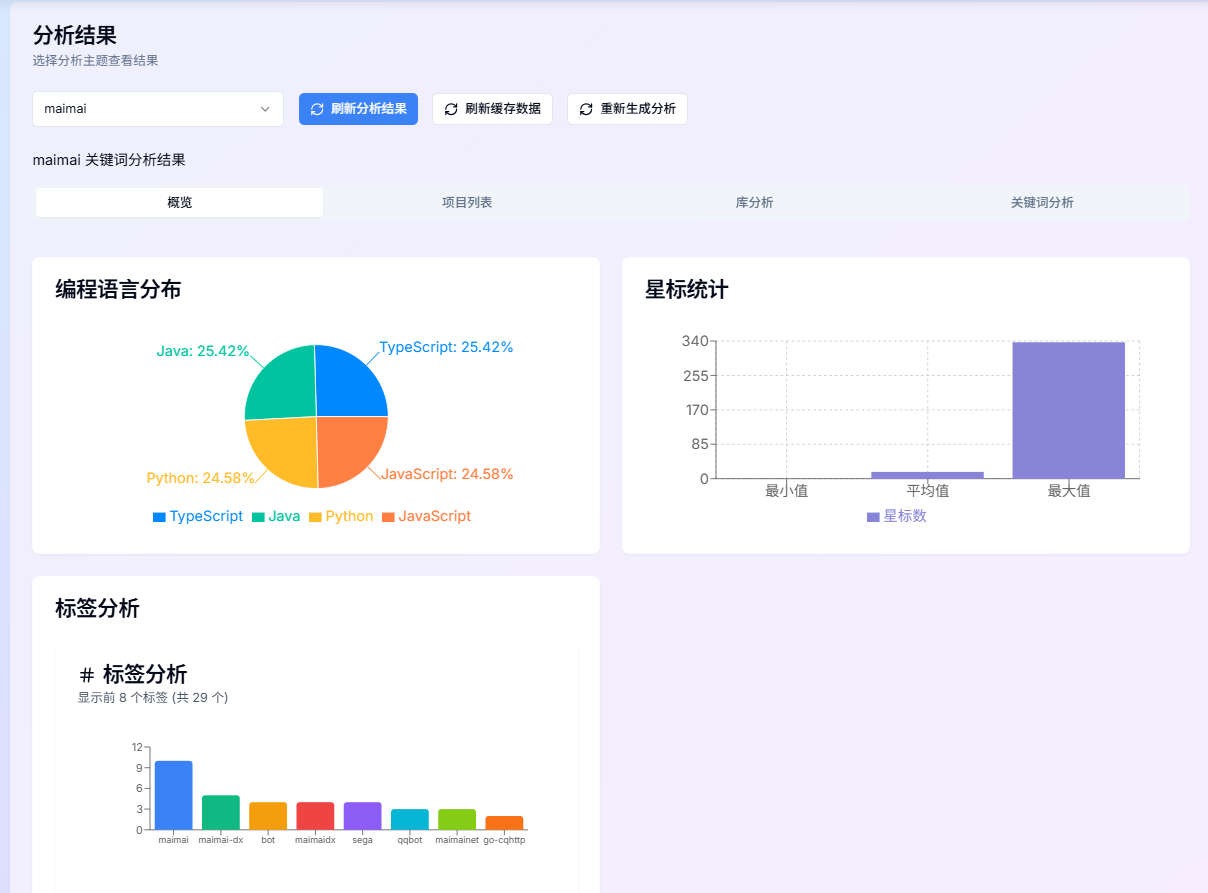 分析结果
选择分析主题查看结果
maimai
刷新分析结果
刷新缓存数据
重新生成分析
maimai 关键词分析结果
概览
项目列表
库分析
关键词分析
编程语言分布
Java: 25.42%
TypeScript: 25.42%
Python: 24.58%
JavaScript: 24.58%
TypeScript Java Python JavaScript
星标统计
340
255
170
85
0
最小值 平均值 最大值
星标数
标签分析
# 标签分析
显示前 8 个标签 (共 29 个)
12
9
6
3
0
maimai maimai-dx bot maimaidx sega qqbot maimainet go-cqhttp